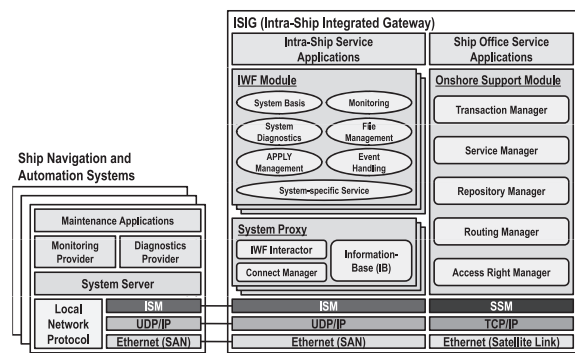 ISIG (Intra-Ship Integrated Gateway)
Intra-Ship Service
Applications
Ship Office Service
Applications
IWF Module
System Basis
Monitoring
System
Diagnostics
File
Management
APPLY
Management
Event
Handling
System-specific Service
Onshore Support Module
Transaction Manager
Service Manager
Repository Manager
Routing Manager
Access Right Manager
System Proxy
IWF Interactor
Connect Manager
Information-
Base (IB)
Ship Navigation and
Automation Systems
Maintenance Applications
Monitoring
Provider
Diagnostics
Provider
System Server
Local
Network
Protocol
ISM
UDP/IP
Ethernet (SAN)
ISM
UDP/IP
Ethernet (SAN)
SSM
TCP/IP
Ethernet (Satellite Link)